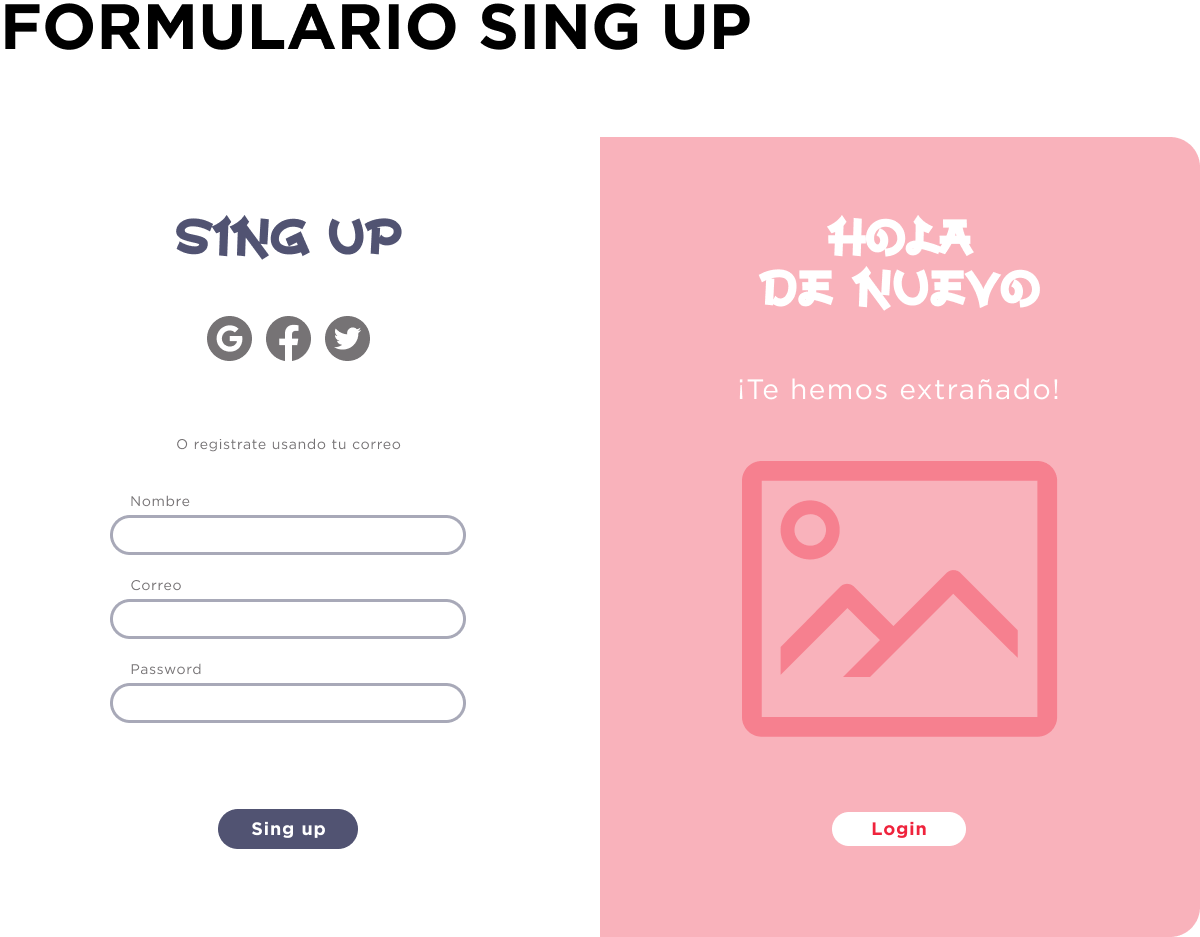 FORMULARIO SING UP
SING UP
O registrate usando tu correo
Nombre
Correo
Password
Sing up
HOLA
DE NUEVO
¡Te hemos extrañado!
Login